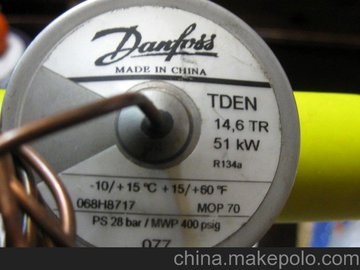 Danfoss
MADE IN CHINA
TDEN
14,6 TR
51 kW
R134a
-10/+15 °C +15/+60 °F
068H8717 MOP 70
PS 28 bar / MWP 400 psig
077
china.makepolo.com